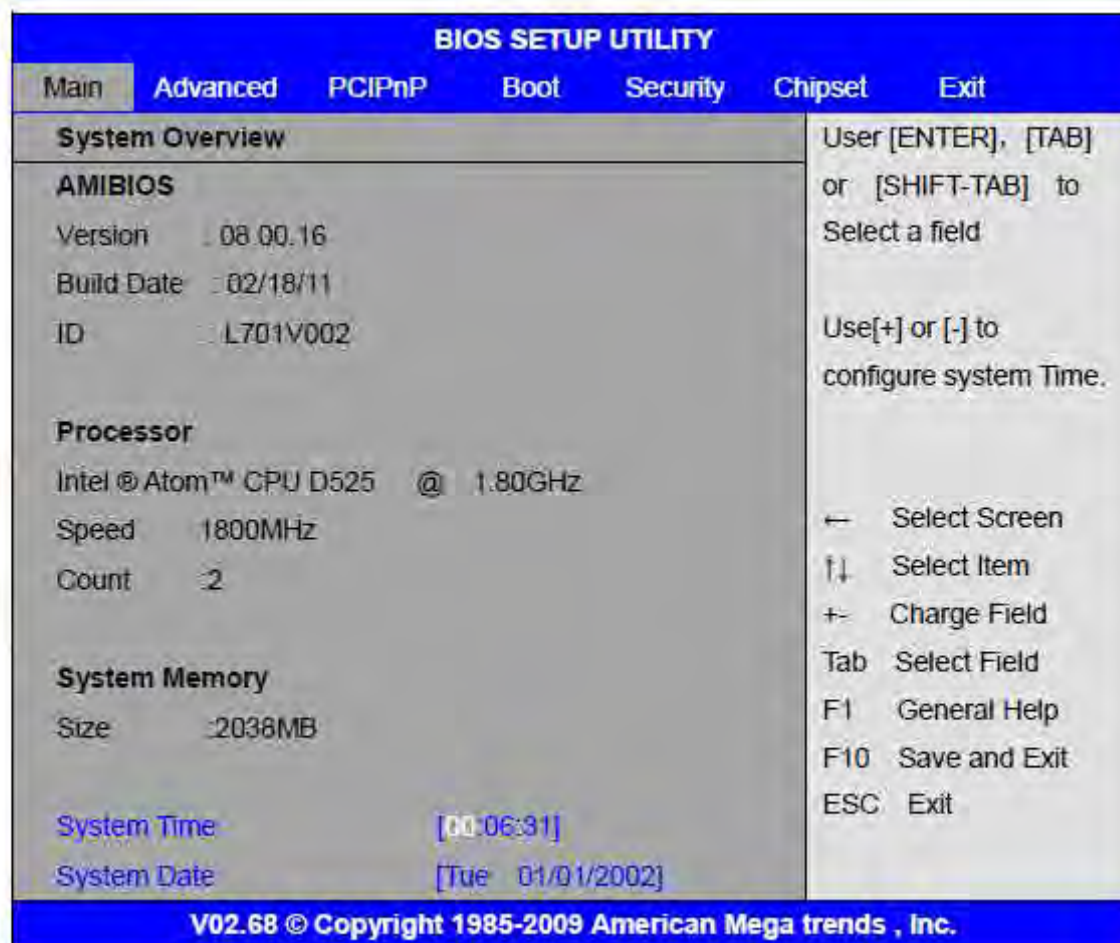 BIOS SETUP UTILITY
Main Advanced PCIPnP Boot Security Chipset Exit
System Overview
AMIBIOS
Version : 08.00.16
Build Date : 02/18/11
ID : L701V002
Processor
Intel ® Atom™ CPU D525 @ 1.80GHz
Speed :1800MHz
Count :2
System Memory
Size :2038MB
System Time [00:06:31]
System Date [Tue 01/01/2002]
User [ENTER], [TAB]
or [SHIFT-TAB] to
Select a field
Use[+] or [-] to
configure system Time.
← Select Screen
↑↓ Select Item
+- Charge Field
Tab Select Field
F1 General Help
F10 Save and Exit
ESC Exit
V02.68 © Copyright 1985-2009 American Mega trends , Inc.